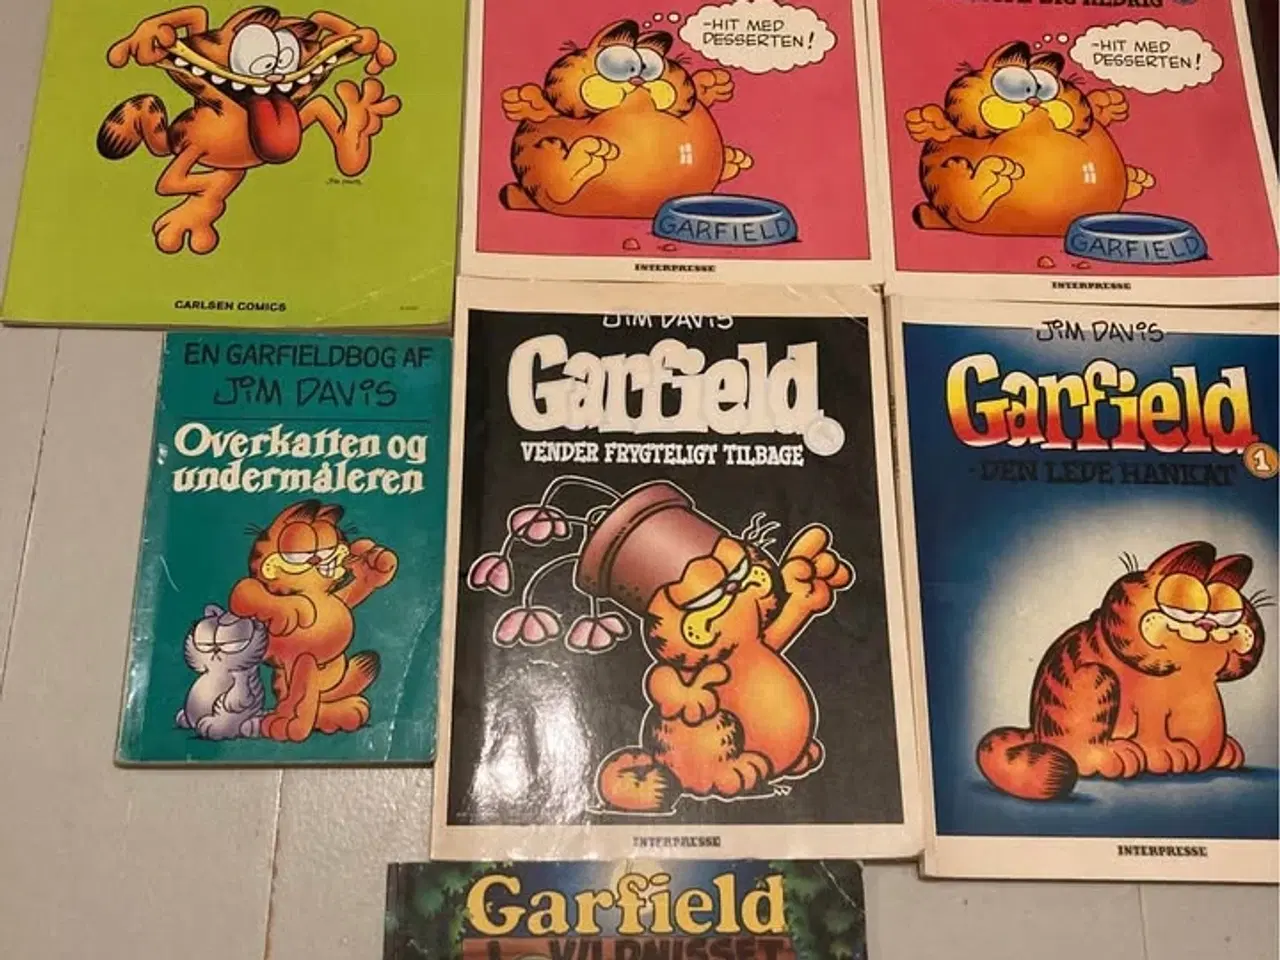 JIM DAVIS
CARLSEN COMICS
-HIT MED
DESSERTEN!
GARFIELD
INTERPRESSE
-HIT MED
DESSERTEN!
GARFIELD
INTERPRESSE
EN GARFIELDBOG AF
JIM DAVIS
Overkatten og
undermåleren
JIM DAVIS
Garfield
VENDER FRYGTELIGT TILBAGE
INTERPRESSE
JIM DAVIS
Garfield
-DEN LEDE HANKAT
1
INTERPRESSE
Garfield
I VILDNISSET